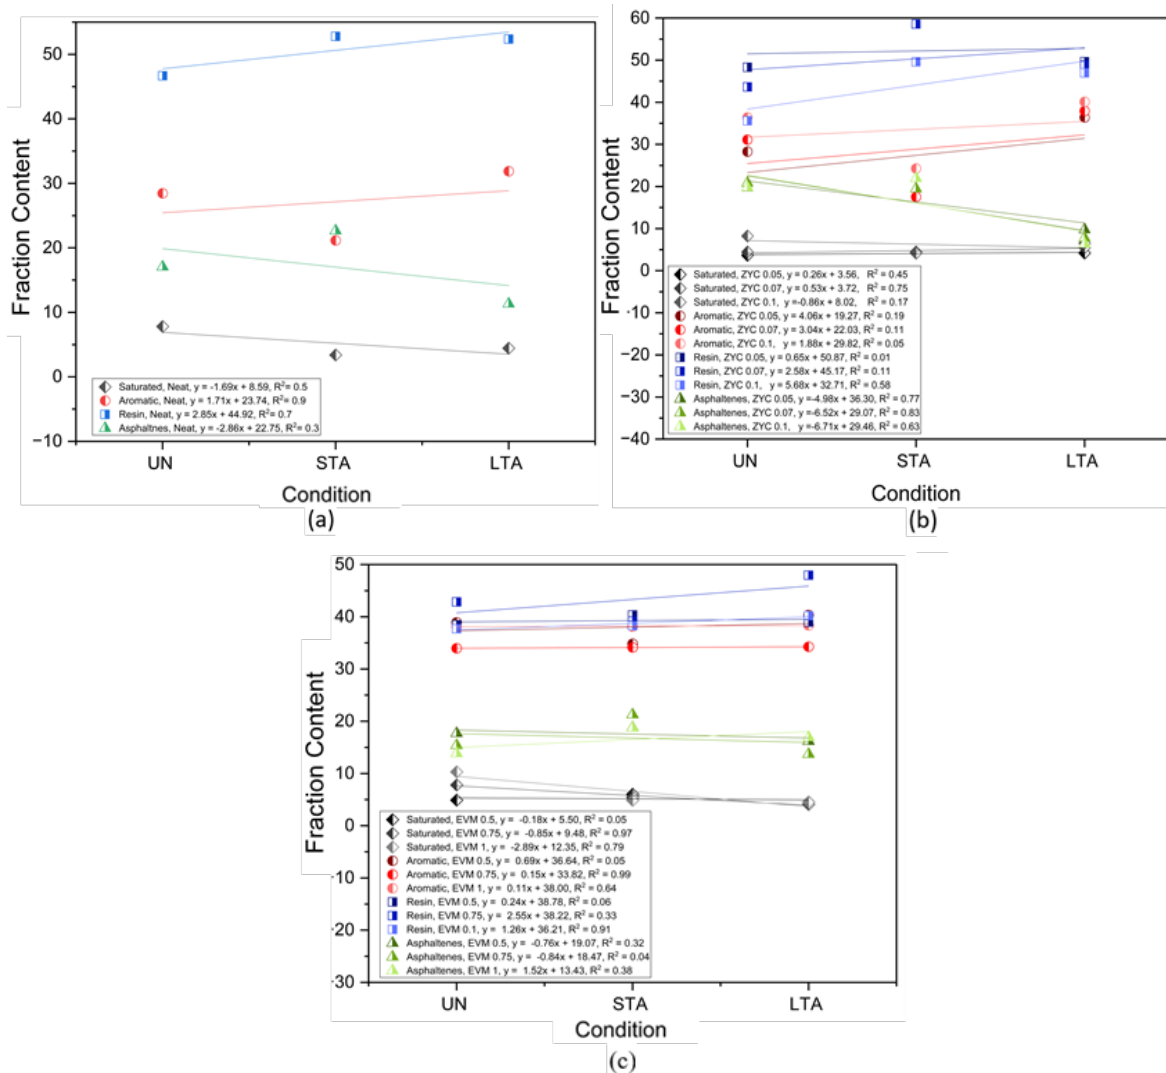 50
40
30
20
10
0
−10
Fraction Content
Saturated, Neat, y = -1.69x + 8.59, R²= 0.5
Aromatic, Neat, y = 1.71x + 23.74, R²= 0.9
Resin, Neat, y = 2.85x + 44.92, R²= 0.7
Asphaltnes, Neat, y = -2.86x + 22.75, R²= 0.3
UN
STA
LTA
Condition
(a)
60
50
40
30
20
10
0
−10
−20
−30
−40
Fraction Content
Saturated, ZYC 0.05, y = 0.26x + 3.56, R² = 0.45
Saturated, ZYC 0.07, y = 0.53x + 3.72, R² = 0.75
Saturated, ZYC 0.1, y =-0.86x + 8.02, R² = 0.17
Aromatic, ZYC 0.05, y = 4.06x + 19.27, R² = 0.19
Aromatic, ZYC 0.07, y = 3.04x + 22.03, R² = 0.11
Aromatic, ZYC 0.1, y = 1.88x + 29.82, R² = 0.05
Resin, ZYC 0.05, y = 0.65x + 50.87, R² = 0.01
Resin, ZYC 0.07, y = 2.58x + 45.17, R² = 0.11
Resin, ZYC 0.1, y = 5.68x + 32.71, R² = 0.58
Asphaltenes, ZYC 0.05, y =-4.98x + 36.30, R² = 0.77
Asphaltenes, ZYC 0.07, y =-6.52x + 29.07, R² = 0.83
Asphaltenes, ZYC 0.1, y =-6.71x + 29.46, R² = 0.63
UN
STA
LTA
Condition
(b)
50
40
30
20
10
0
−10
−20
−30
Fraction Content
Saturated, EVM 0.5, y = -0.18x + 5.50, R² = 0.05
Saturated, EVM 0.75, y = -0.85x + 9.48, R² = 0.97
Saturated, EVM 1, y = -2.89x + 12.35, R² = 0.79
Aromatic, EVM 0.5, y = 0.69x + 36.64, R² = 0.05
Aromatic, EVM 0.75, y = 0.15x + 33.82, R² = 0.99
Aromatic, EVM 1, y = 0.11x + 38.00, R² = 0.64
Resin, EVM 0.5, y = 0.24x + 38.78, R² = 0.06
Resin, EVM 0.75, y = 2.55x + 38.22, R² = 0.33
Resin, EVM 0.1, y = 1.26x + 36.21, R² = 0.91
Asphaltenes, EVM 0.5, y = -0.76x + 19.07, R² = 0.32
Asphaltenes, EVM 0.75, y = -0.84x + 18.47, R² = 0.04
Asphaltenes, EVM 1, y = 1.52x + 13.43, R² = 0.38
UN
STA
LTA
Condition
(c)